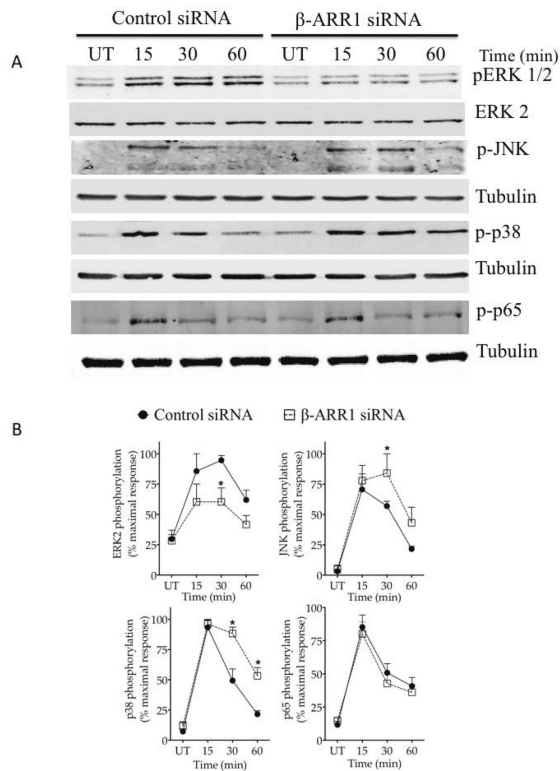 Control siRNA β-ARR1 siRNA
A
UT 15 30 60 UT 15 30 60 Time (min)
pERK 1/2
ERK 2
p-JNK
Tubulin
p-p38
Tubulin
p-p65
Tubulin
B
Control siRNA β-ARR1 siRNA
ERK2 phosphorylation
(% maximal response)
100
75
50
25
0
UT 15 30 60
Time (min)
*
JNK phosphorylation
(% maximal response)
100
75
50
25
0
UT 15 30 60
Time (min)
*
p38 phosphorylation
(% maximal response)
100
75
50
25
0
UT 15 30 60
Time (min)
*
*
p65 phosphorylation
(% maximal response)
100
75
50
25
0
UT 15 30 60
Time (min)